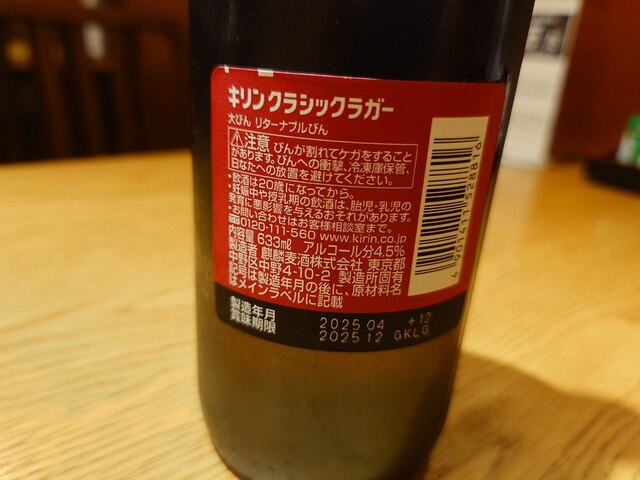 キリン クラシックラガー
大びん リターナブルびん
⚠注意 びんが割れてケガをすること
があります。びんへの衝撃、冷凍庫保管、
日なたへの放置を避けてください。
・飲酒は20歳になってから。
・妊娠中や授乳期の飲酒は、胎児・乳児の
発育に悪影響を与えるおそれがあります。
・お問い合わせはお客様相談室まで。
0120-111-560 www.kirin.co.jp
内容量 633㎖ アルコール分4.5%
製造者 麒麟麦酒株式会社 東京都
中野区中野4-10-2 製造所固有
記号は製造年月の後に、原材料名
はメインラベルに記載
製造年月 2025 04 +12
賞味期限 2025 12 GKLG
4901411528816